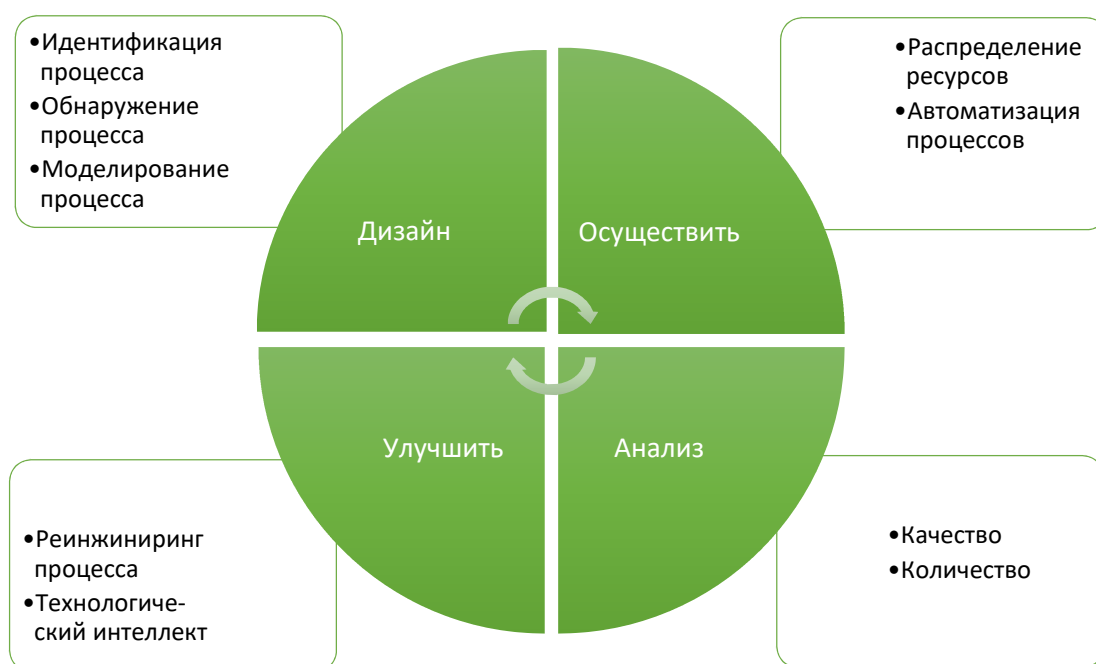 •Идентификация
процесса
•Обнаружение
процесса
•Моделирование
процесса
•Распределение
ресурсов
•Автоматизация
процессов
Дизайн
Осуществить
Улучшить
Анализ
•Реинжиниринг
процесса
•Технологиче-
ский интеллект
•Качество
•Количество